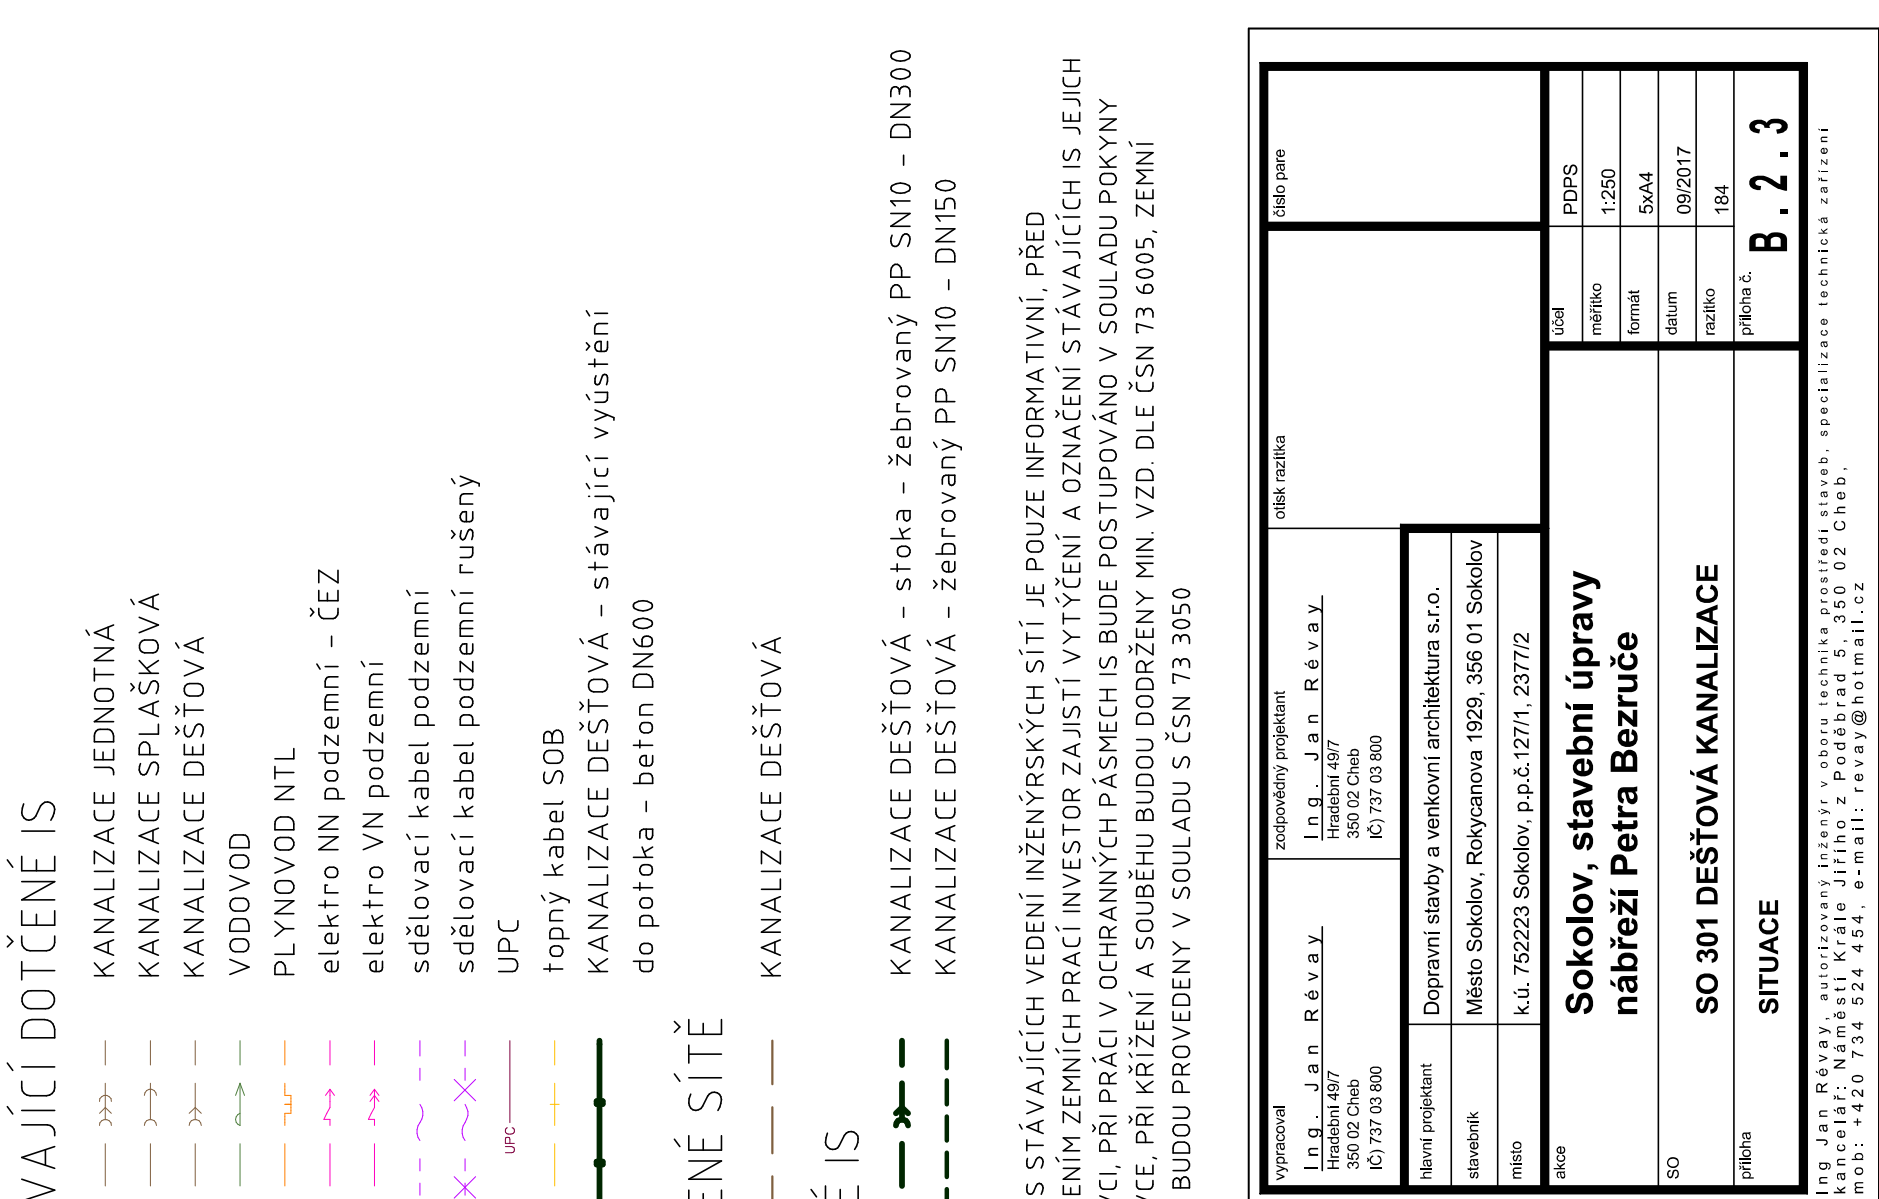 VAJÍCÍ DOTČENÉ IS
KANALIZACE JEDNOTNÁ
KANALIZACE SPLAŠKOVÁ
KANALIZACE DEŠŤOVÁ
VODOVOD
PLYNOVOD NTL
elektro NN podzemní - ČEZ
elektro VN podzemní
sdělovací kabel podzemní
sdělovací kabel podzemní rušený
UPC UPC
topný kabel SOB
KANALIZACE DEŠŤOVÁ - stávající vyústění
do potoka - beton DN600
ENÉ SÍTĚ
KANALIZACE DEŠŤOVÁ
É IS
KANALIZACE DEŠŤOVÁ - stoka - žebrovaný PP SN10 - DN300
KANALIZACE DEŠŤOVÁ - žebrovaný PP SN10 - DN150
S STÁVAJÍCÍCH VEDENÍ INŽENÝRSKÝCH SÍTÍ JE POUZE INFORMATIVNÍ, PŘED
ENÍM ZEMNÍCH PRACÍ INVESTOR ZAJISTÍ VYTÝČENÍ A OZNAČENÍ STÁVAJÍCÍCH IS JEJICH
CI, PŘI PRÁCI V OCHRANNÝCH PÁSMECH IS BUDE POSTUPOVÁNO V SOULADU POKYNY
CE, PŘI KŘÍŽENÍ A SOUBĚHU BUDOU DODRŽENY MIN. VZD. DLE ČSN 73 6005, ZEMNÍ
BUDOU PROVEDENY V SOULADU S ČSN 73 3050
vypracoval
Ing. Jan Révay
Hradební 49/7
350 02 Cheb
IČ) 737 03 800
zodpovědný projektant
Ing. Jan Révay
Hradební 49/7
350 02 Cheb
IČ) 737 03 800
otisk razítka
číslo pare
hlavní projektant Dopravní stavby a venkovní architektura s.r.o.
stavebník Město Sokolov, Rokycanova 1929, 356 01 Sokolov
místo k.ú. 752223 Sokolov, p.p.č.127/1, 2377/2
akce Sokolov, stavební úpravy
nábřeží Petra Bezruče
SO SO 301 DEŠŤOVÁ KANALIZACE
příloha SITUACE
účel PDPS
měřítko 1:250
formát 5xA4
datum 09/2017
razítko 184
příloha č. B.2.3
Ing Jan Révay, autorizovaný inženýr v oboru technika prostředí staveb, specializace technická zařízení
kancelář: Náměstí Krále Jiřího z Poděbrad 5, 350 02 Cheb,
mob: +420 734 524 454, e-mail: revay@hotmail.cz